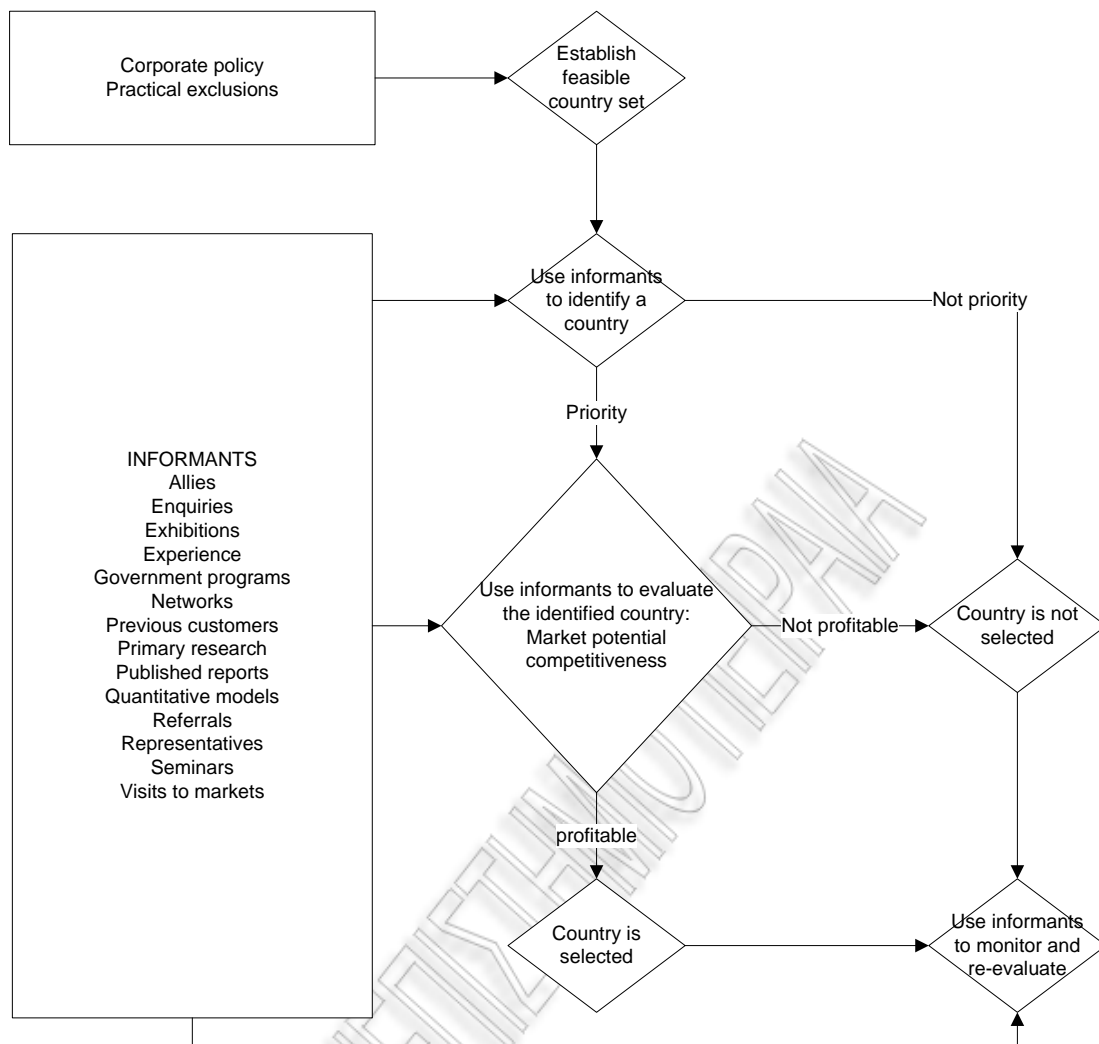 Corporate policy
Practical exclusions
Establish
feasible
country set
Use informants
to identify a
country
Not priority
Priority
INFORMANTS
Allies
Enquiries
Exhibitions
Experience
Government programs
Networks
Previous customers
Primary research
Published reports
Quantitative models
Referrals
Representatives
Seminars
Visits to markets
Use informants to evaluate
the identified country:
Market potential
competitiveness
Not profitable
Country is not
selected
profitable
Country is
selected
Use informants
to monitor and
re-evaluate